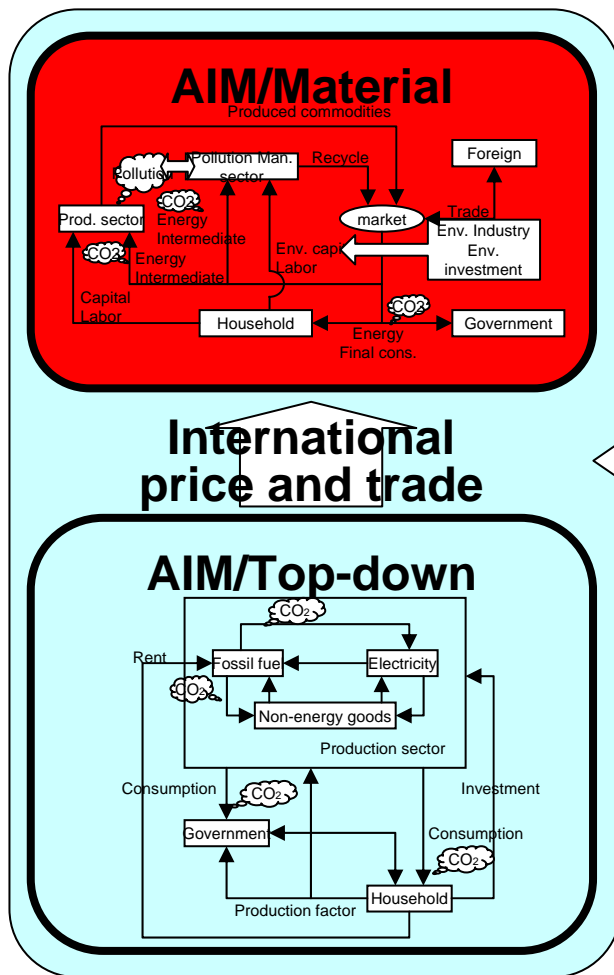 AIM/Material
Produced commodities
Pollution
Pollution Man.
sector
Recycle
Foreign
CO2
Prod. sector
Energy
Intermediate
market
Trade
CO2
Energy
Intermediate
Env. cap
Labor
Env. Industry
Env.
investment
Capital
Labor
Household
CO2
Government
Energy
Final cons.
International
price and trade
AIM/Top-down
CO2
Rent
Fossil fue
Electricity
CO2
Non-energy goods
Production sector
Consumption
CO2
Investment
Government
Consumption
CO2
Household
Production factor